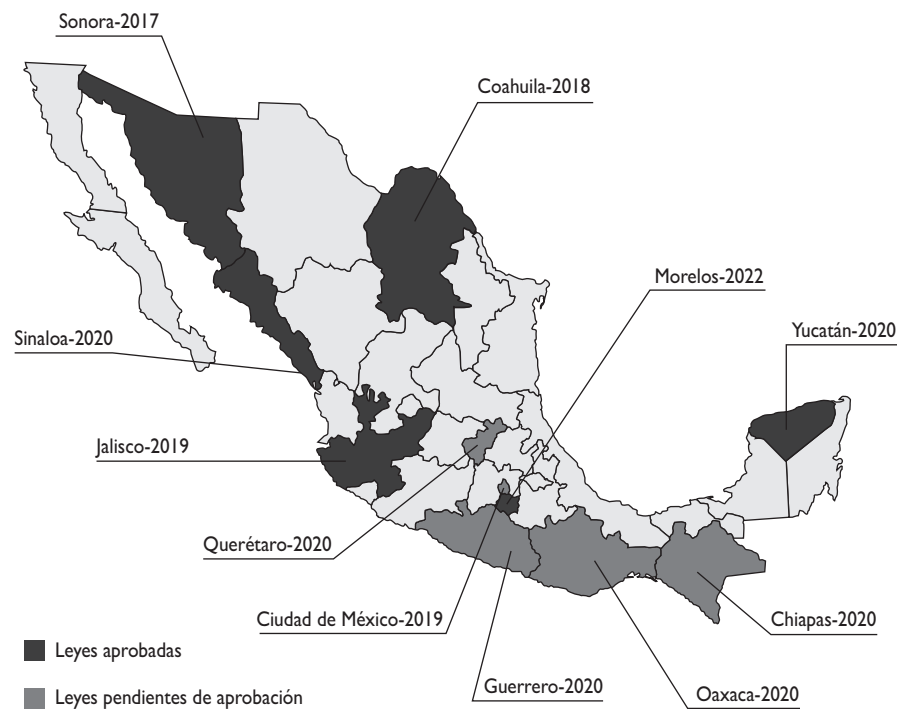 Sonora-2017
Coahuila-2018
Morelos-2022
Yucatán-2020
Sinaloa-2020
Jalisco-2019
Querétaro-2020
Ciudad de México-2019
Chiapas-2020
Leyes aprobadas
Guerrero-2020
Oaxaca-2020
Leyes pendientes de aprobación